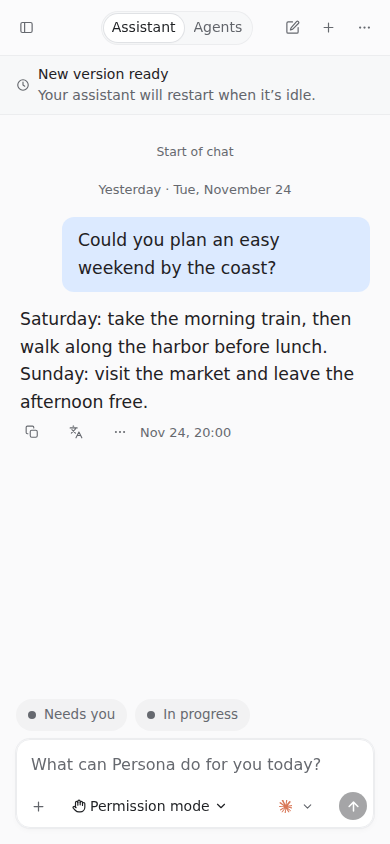 Assistant
Agents
New version ready
Your assistant will restart when it’s idle.
Start of chat
Yesterday · Tue, November 24
Could you plan an easy
weekend by the coast?
Saturday: take the morning train, then
walk along the harbor before lunch.
Sunday: visit the market and leave the
afternoon free.
Nov 24, 20:00
Needs you
In progress
What can Persona do for you today?
Permission mode